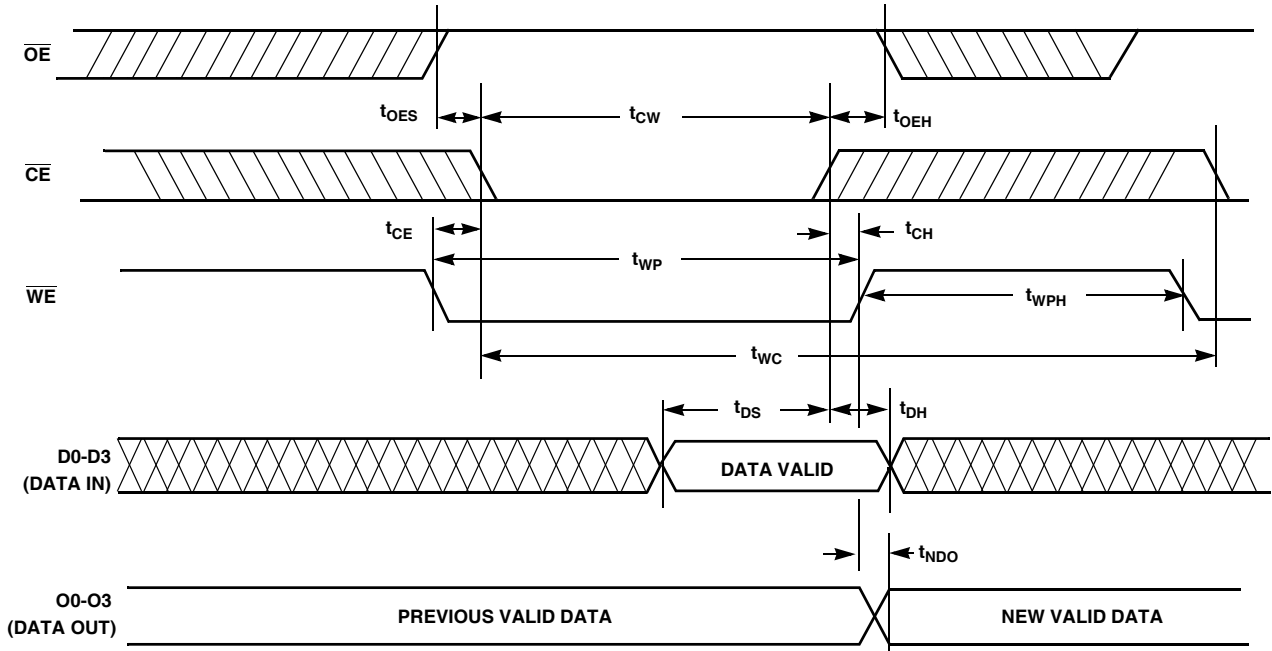 OE
tOES
tCW
tOEH
CE
tCE
tCH
tWP
WE
tWPH
tWC
tDS
tDH
D0-D3
(DATA IN)
DATA VALID
tNDO
O0-O3
(DATA OUT)
PREVIOUS VALID DATA
NEW VALID DATA